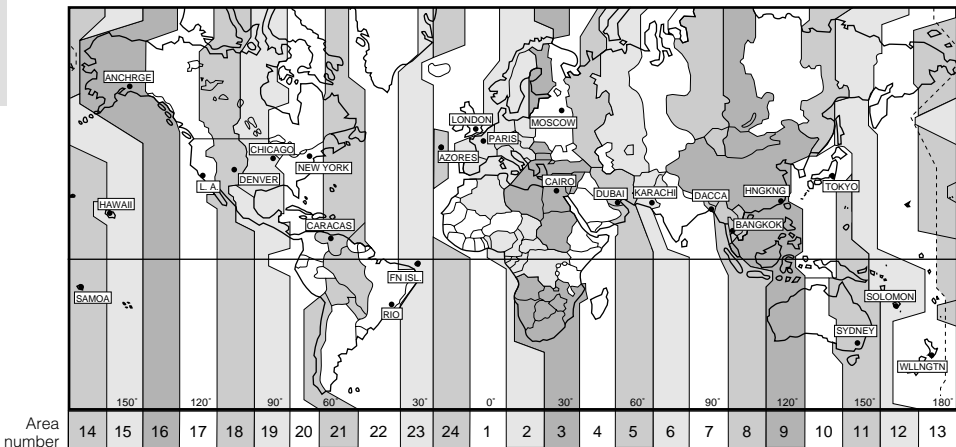 ANCHRGE
LONDON
MOSCOW
PARIS
CHICAGO
AZORES
NEW YORK
L. A.
DENVER
CAIRO
DUBAI
KARACHI
DACCA
HNGKNG
TOKYO
HAWAII
CARACAS
BANGKOK
FN ISL.
SAMOA
RIO
SOLOMON
SYDNEY
WLLNGTN
150˚ 120˚ 90˚ 60˚ 30˚ 0˚ 30˚ 60˚ 90˚ 120˚ 150˚ 180˚
Area
number
14 15 16 17 18 19 20 21 22 23 24 1 2 3 4 5 6 7 8 9 10 11 12 13